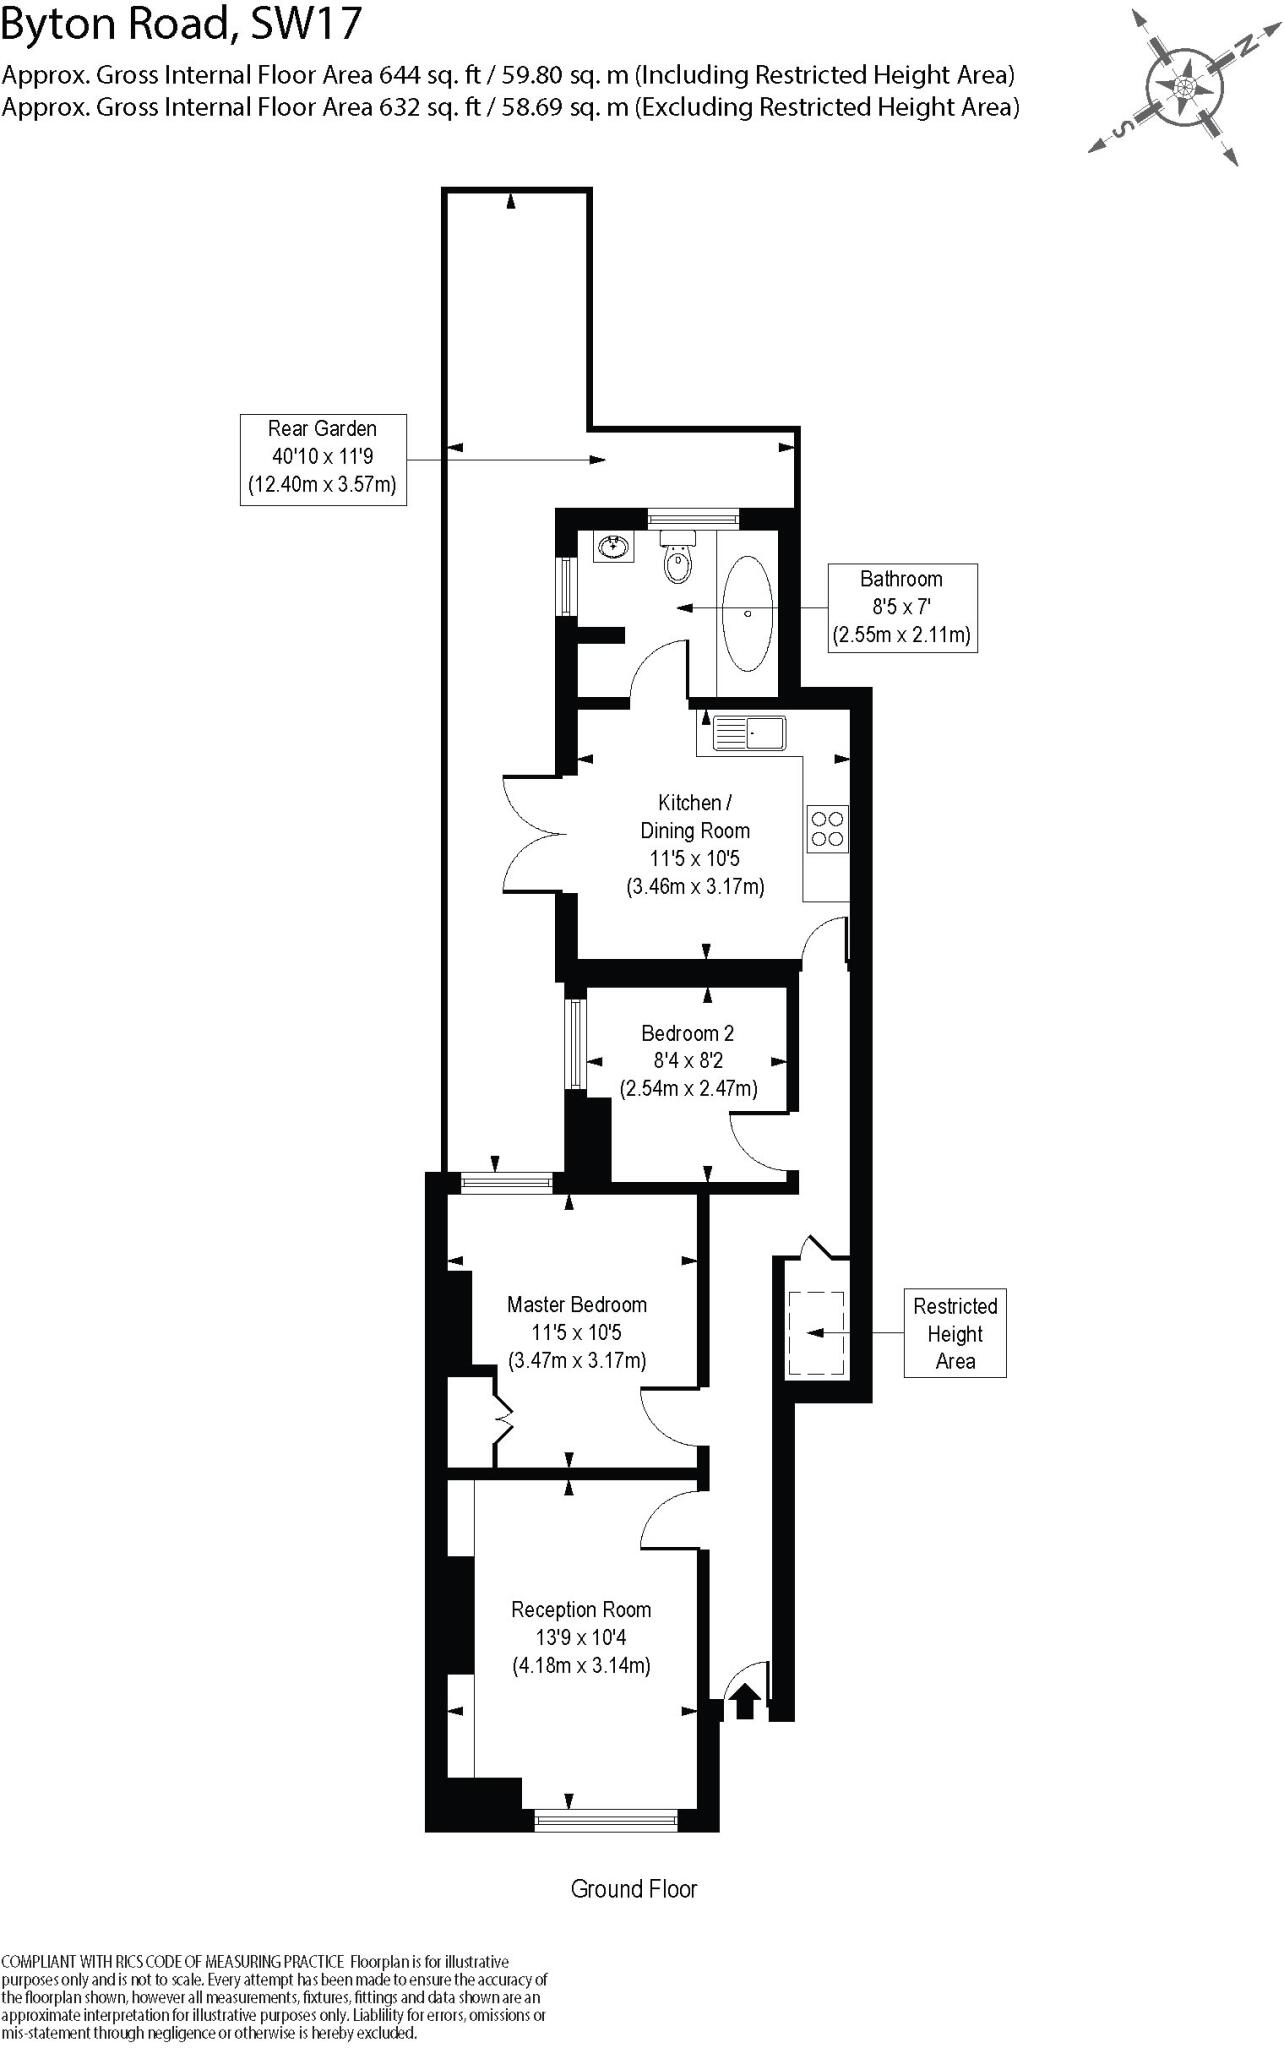 Byton Road, SW17
Approx. Gross Internal Floor Area 644 sq. ft / 59.80 sq. m (Including Restricted Height Area)
Approx. Gross Internal Floor Area 632 sq. ft / 58.69 sq. m (Excluding Restricted Height Area)
N
S
Rear Garden
40'10 x 11'9
(12.40m x 3.57m)
Bathroom
8'5 x 7'
(2.55m x 2.11m)
Kitchen /
Dining Room
11'5 x 10'5
(3.46m x 3.17m)
Bedroom 2
8'4 x 8'2
(2.54m x 2.47m)
Master Bedroom
11'5 x 10'5
(3.47m x 3.17m)
Restricted
Height
Area
Reception Room
13'9 x 10'4
(4.18m x 3.14m)
Ground Floor
COMPLIANT WITH RICS CODE OF MEASURING PRACTICE Floorplan is for illustrative
purposes only and is not to scale. Every attempt has been made to ensure the accuracy of
the floorplan shown, however all measurements, fixtures, fittings and data shown are an
approximate interpretation for illustrative purposes only. Liablility for errors, omissions or
mis-statement through negligence or otherwise is hereby excluded.